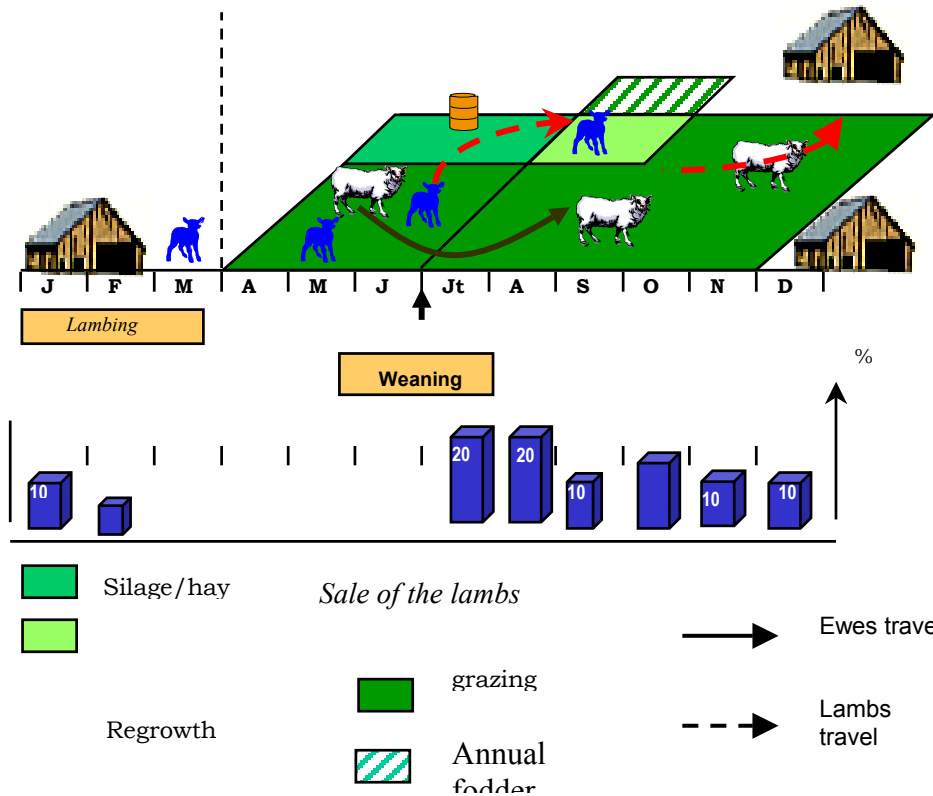 J F M A M J Jt A S O N D
Lambing
%
Weaning
10 20 20 10 10 10
Silage/hay
Sale of the lambs
Ewes trave
grazing
Regrowth
Lambs
travel
Annual
fodder